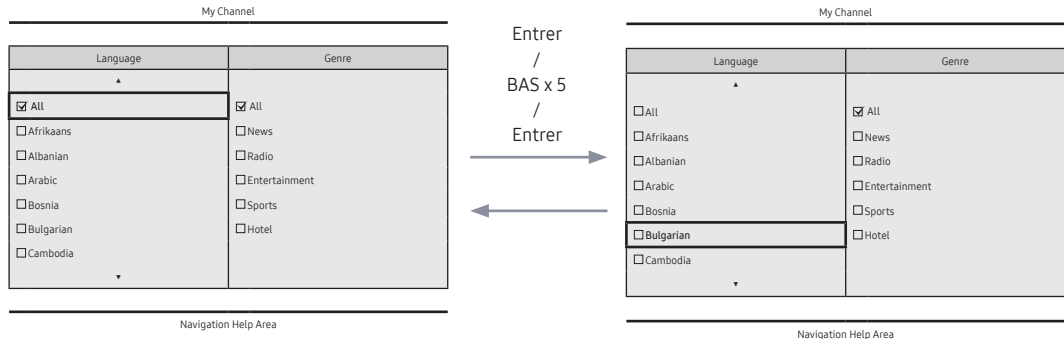 My Channel
Language
Genre
▲
☑ All
☐ Afrikaans
☐ Albanian
☐ Arabic
☐ Bosnia
☐ Bulgarian
☐ Cambodia
▼
☑ All
☐ News
☐ Radio
☐ Entertainment
☐ Sports
☐ Hotel
Navigation Help Area
Entrer
/
BAS x 5
/
Entrer
My Channel
Language
Genre
▲
☐ All
☐ Afrikaans
☐ Albanian
☐ Arabic
☐ Bosnia
☐ Bulgarian
☐ Cambodia
▼
☑ All
☐ News
☐ Radio
☐ Entertainment
☐ Sports
☐ Hotel
Navigation Help Area